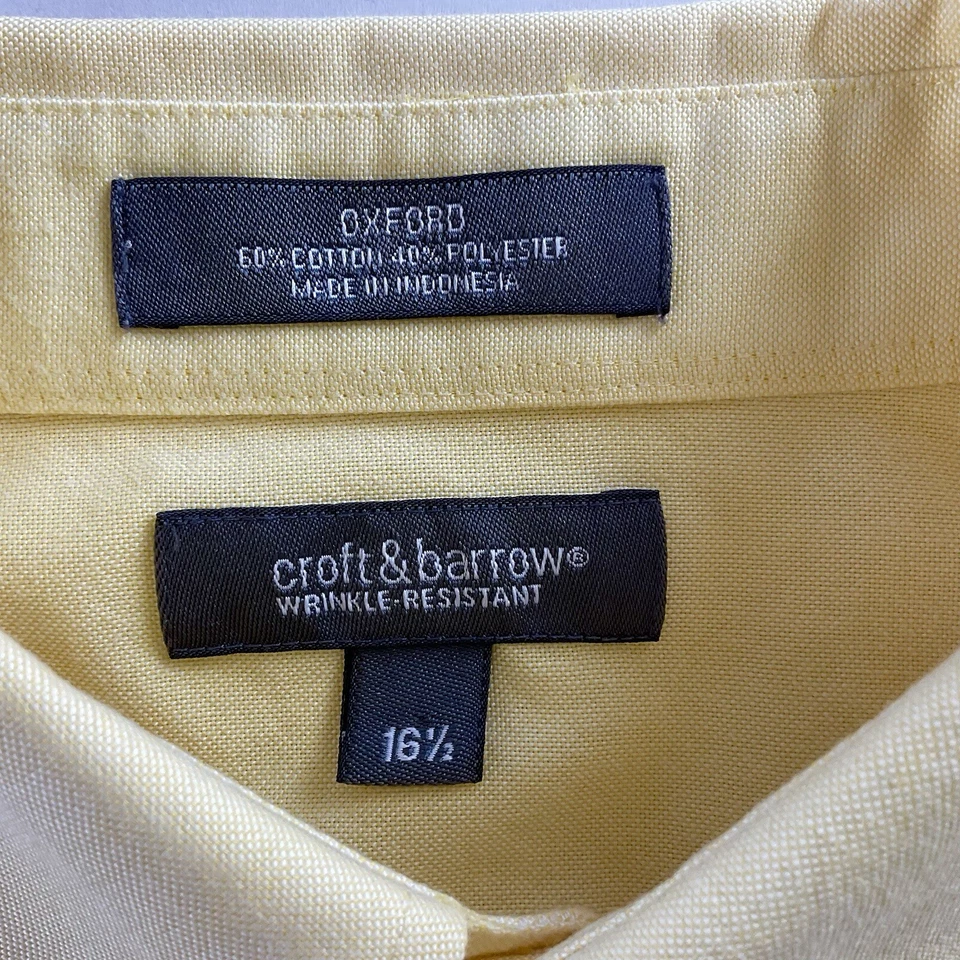 OXFORD
60% COTTON 40% POLYESTER
MADE IN INDONESIA
croft&barrow®
WRINKLE-RESISTANT
16½